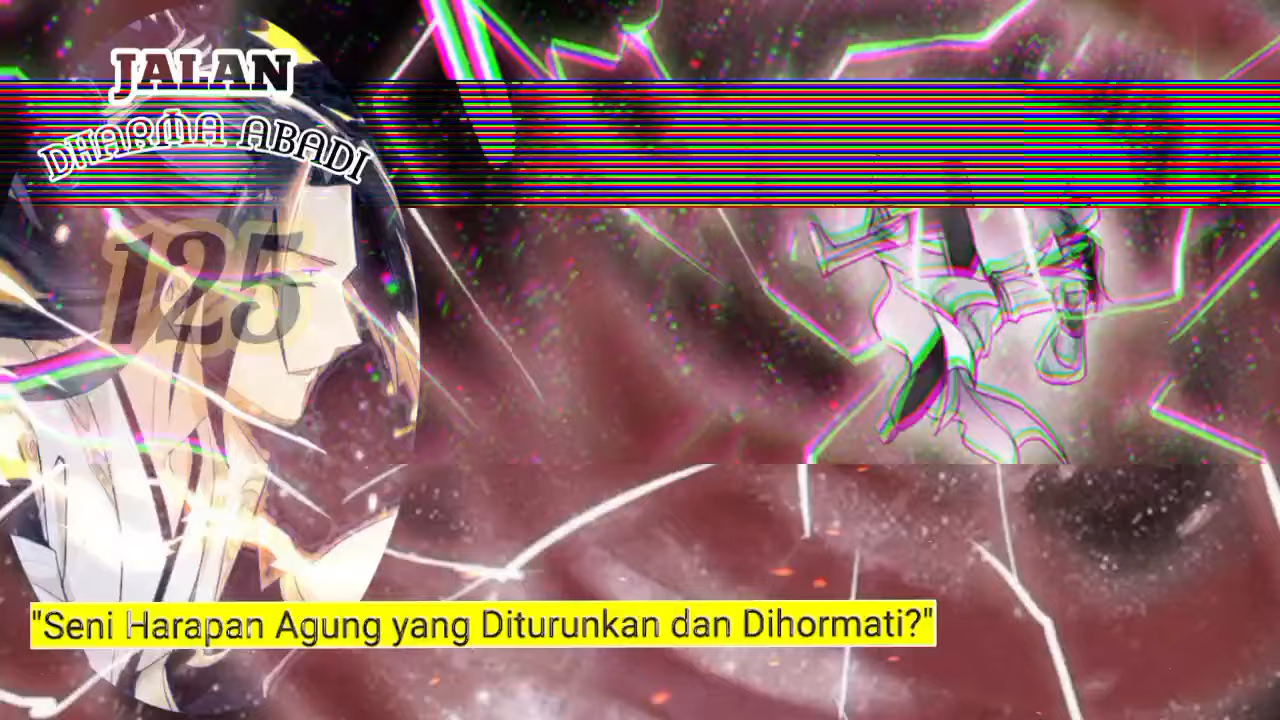 JALAN
DHARMA ABADI
125
"Seni Harapan Agung yang Diturunkan dan Dihormati?"